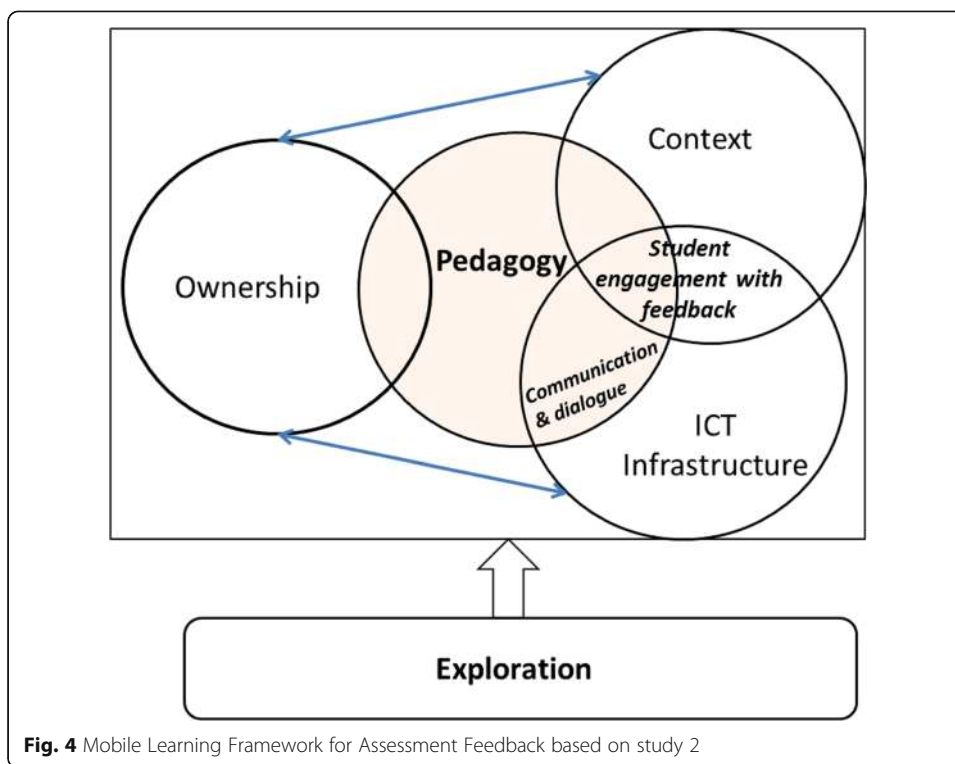 Context
Ownership
Pedagogy
Student
engagement with
feedback
Communication
& dialogue
ICT
Infrastructure
Exploration
Fig. 4 Mobile Learning Framework for Assessment Feedback based on study 2